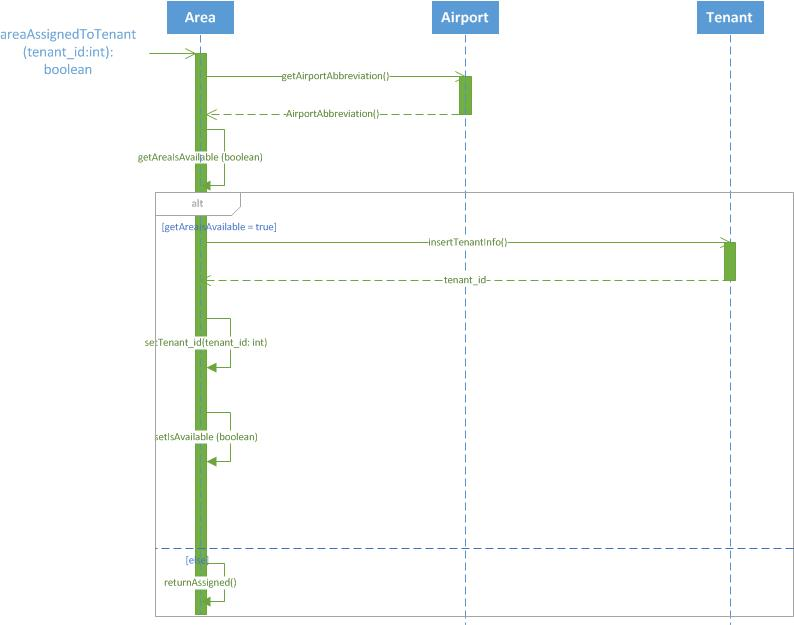 Area
Airport
Tenant
areaAssignedToTenant
(tenant_id:int):
boolean
getAirportAbbreviation()
AirportAbbreviation()
getAreaIsAvailable (boolean)
alt
[getAreaIsAvailable = true]
insertTenantInfo()
tenant_id
setTenant_id(tenant_id: int)
setIsAvailable (boolean)
[else]
returnAssigned()